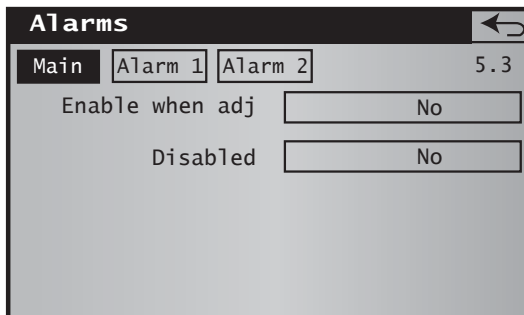 Alarms
Main Alarm 1 Alarm 2 5.3
Enable when adj No
Disabled No